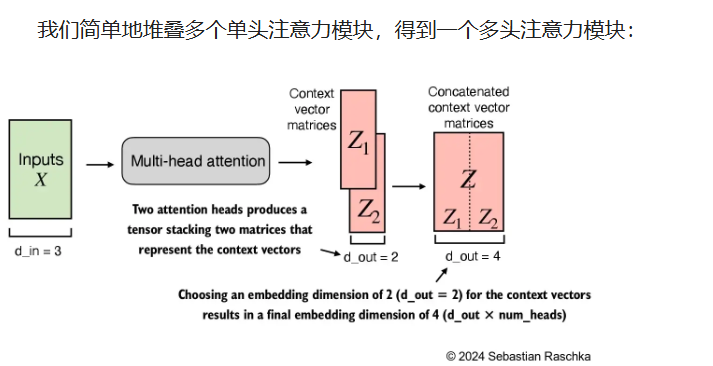 我们简单地堆叠多个单头注意力模块，得到一个多头注意力模块：
Context
vector
matrices
Concatenated
context vector
matrices
Inputs
X
Multi-head attention
Z1
Z2
Z
Z1 Z2
Two attention heads produces a
tensor stacking two matrices that
represent the context vectors
d_in = 3
d_out = 2
d_out = 4
Choosing an embedding dimension of 2 (d_out = 2) for the context vectors
results in a final embedding dimension of 4 (d_out × num_heads)
© 2024 Sebastian Raschka